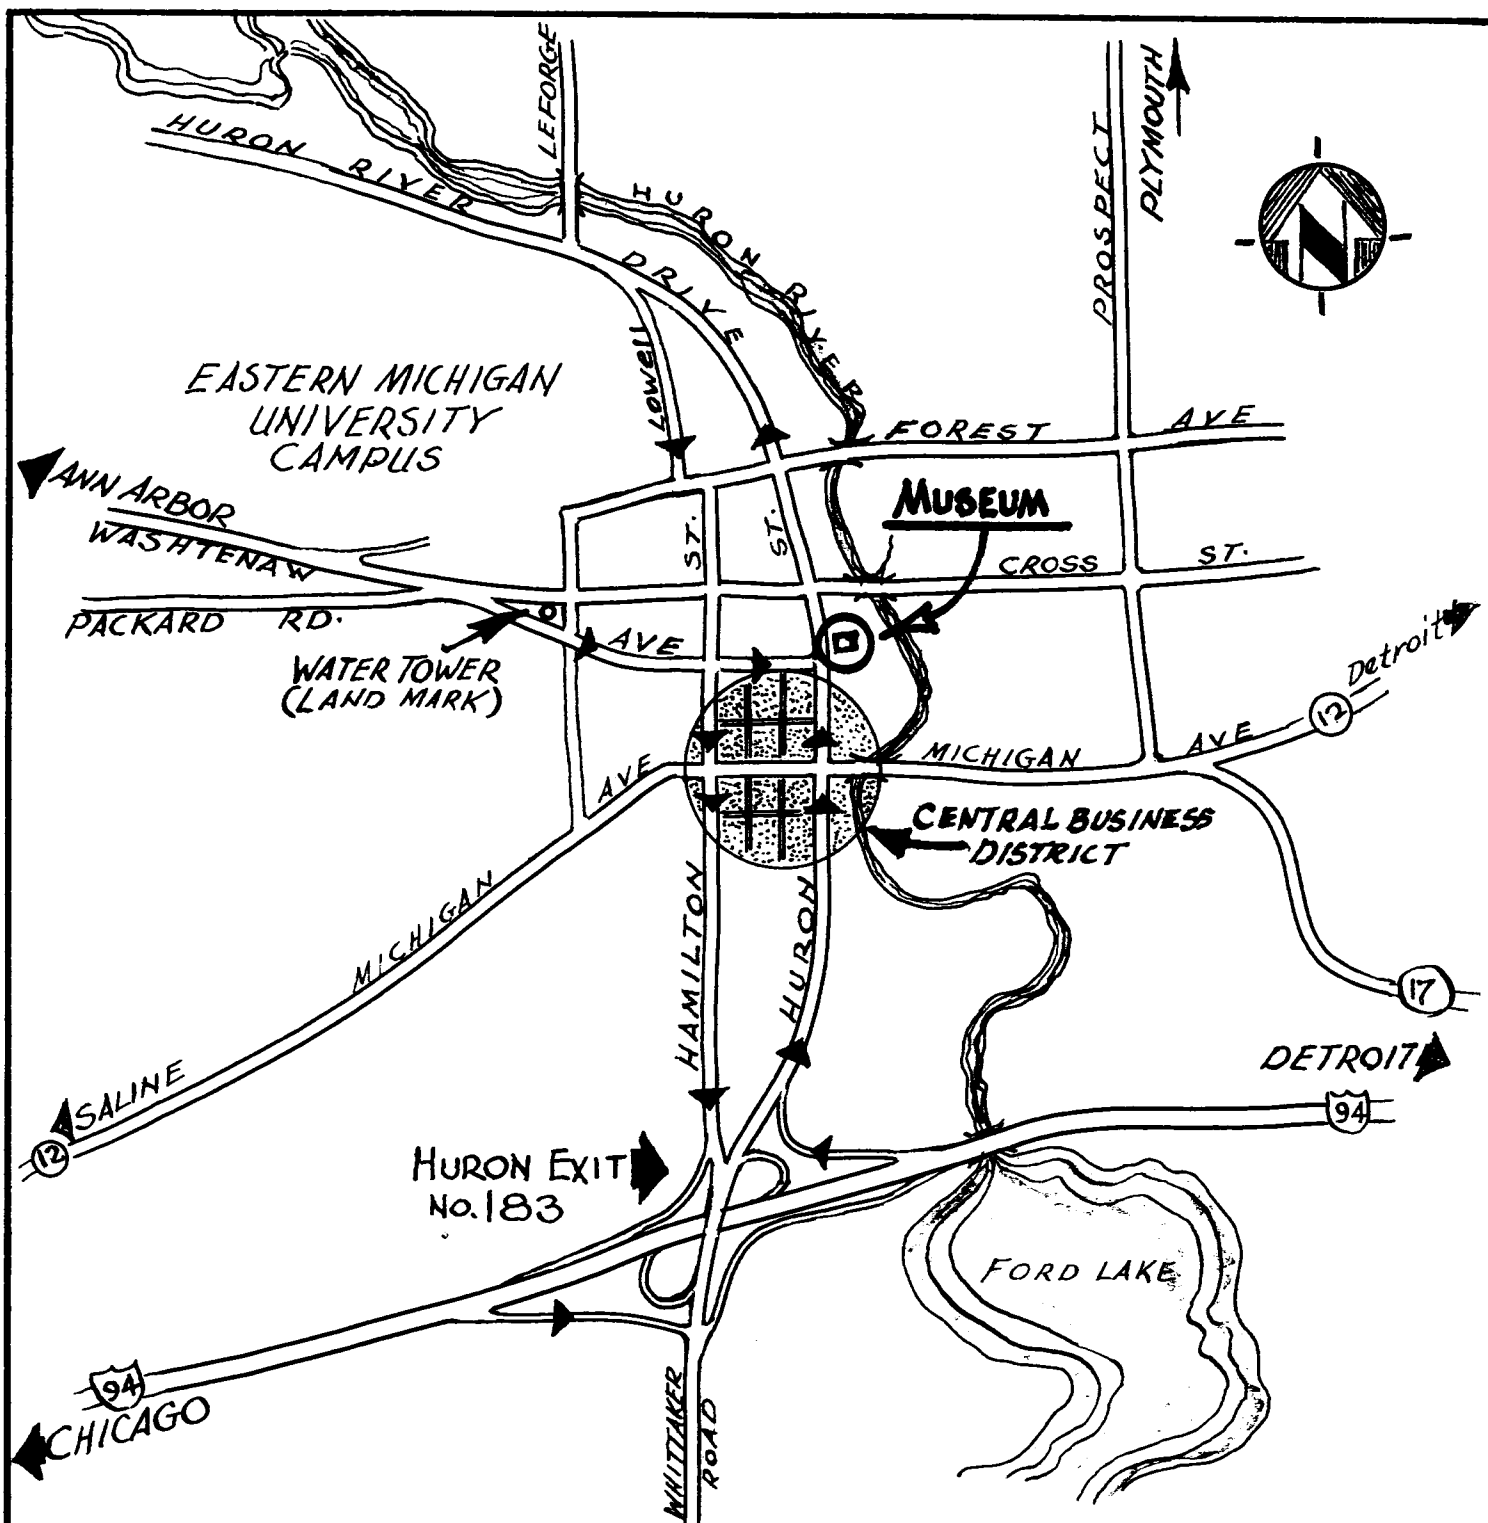 LEFORGE
PLYMOUTH
PROSPECT
HURON RIVER DRIVE
HURON RIVER
N
Lowell
EASTERN MICHIGAN
UNIVERSITY
CAMPUS
FOREST AVE
ANN ARBOR
MUSEUM
WASHTENAW AVE
ST.
ST.
CROSS ST.
PACKARD RD.
WATER TOWER
(LAND MARK)
Detroit
12
MICHIGAN AVE
MICHIGAN AVE
CENTRAL BUSINESS
DISTRICT
HAMILTON
HURON
17
DETROIT
SALINE
12
94
HURON EXIT
NO. 183
FORD LAKE
94
CHICAGO
WHITTAKER
ROAD